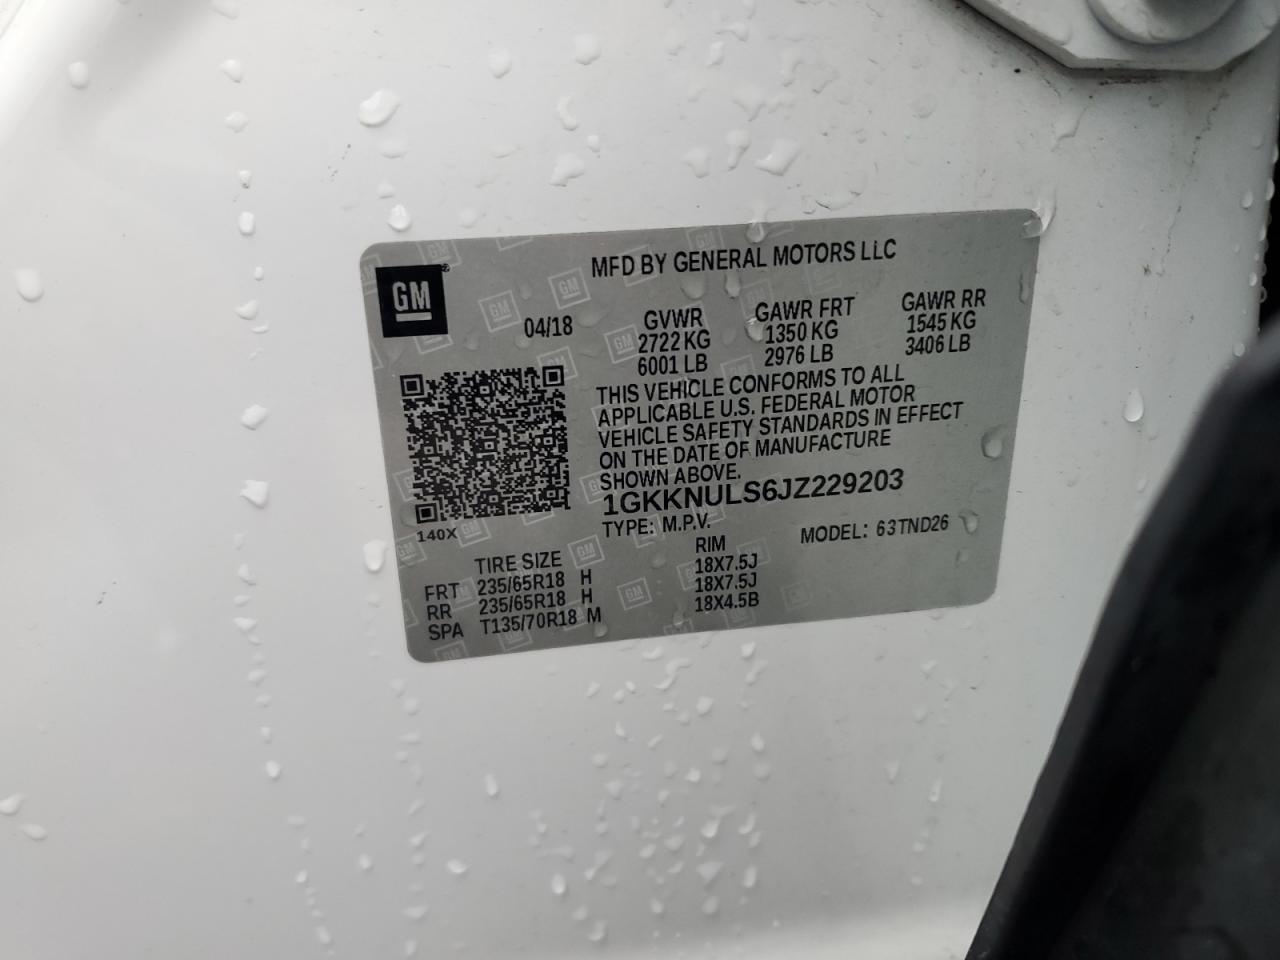 GM
MFD BY GENERAL MOTORS LLC
04/18
GVWR GAWR FRT GAWR RR
2722 KG 1350 KG 1545 KG
6001 LB 2976 LB 3406 LB
THIS VEHICLE CONFORMS TO ALL
APPLICABLE U.S. FEDERAL MOTOR
VEHICLE SAFETY STANDARDS IN EFFECT
ON THE DATE OF MANUFACTURE
SHOWN ABOVE.
1GKKNULS6JZ229203
TYPE: M.P.V. MODEL: 63TND26
140X
TIRE SIZE RIM
FRT 235/65R18 H 18X7.5J
RR 235/65R18 H 18X7.5J
SPA T135/70R18 M 18X4.5B